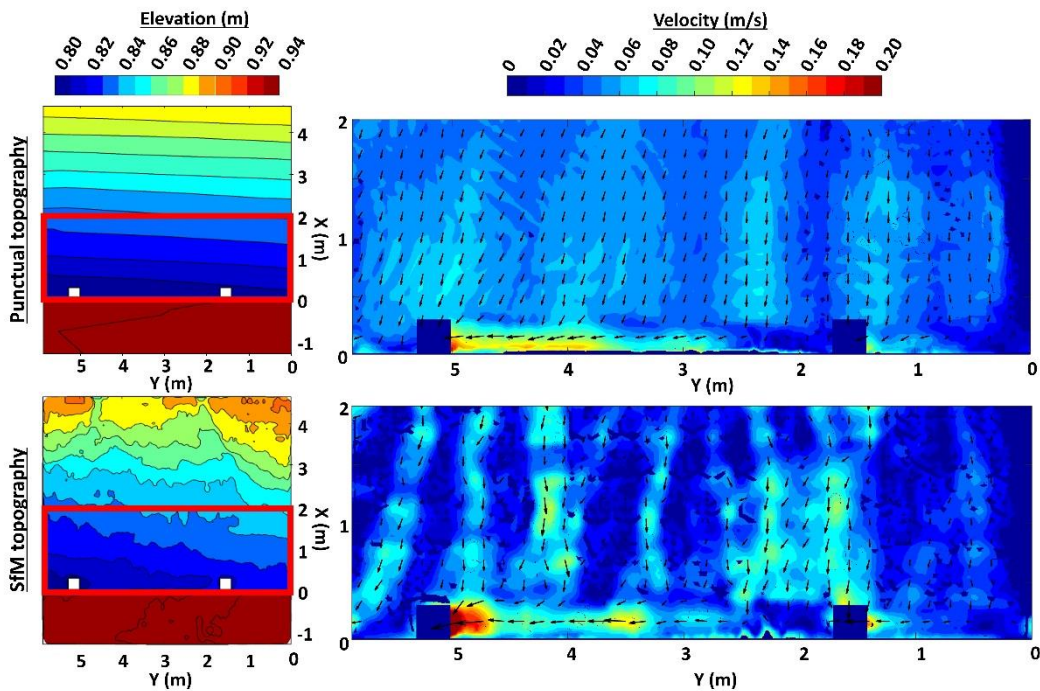 Elevation (m)
0.80 0.82 0.84 0.86 0.88 0.90 0.92 0.94
Velocity (m/s)
0 0.02 0.04 0.06 0.08 0.10 0.12 0.14 0.16 0.18 0.20
Punctual topography
4
3
2
1
0
-1
X (m)
5 4 3 2 1 0
Y (m)
2
1
0
5 4 3 2 1
Y (m)
SfM topography
4
3
2
1
0
-1
X (m)
5 4 3 2 1 0
Y (m)
2
1
0
5 4 3 2 1 0
Y (m)